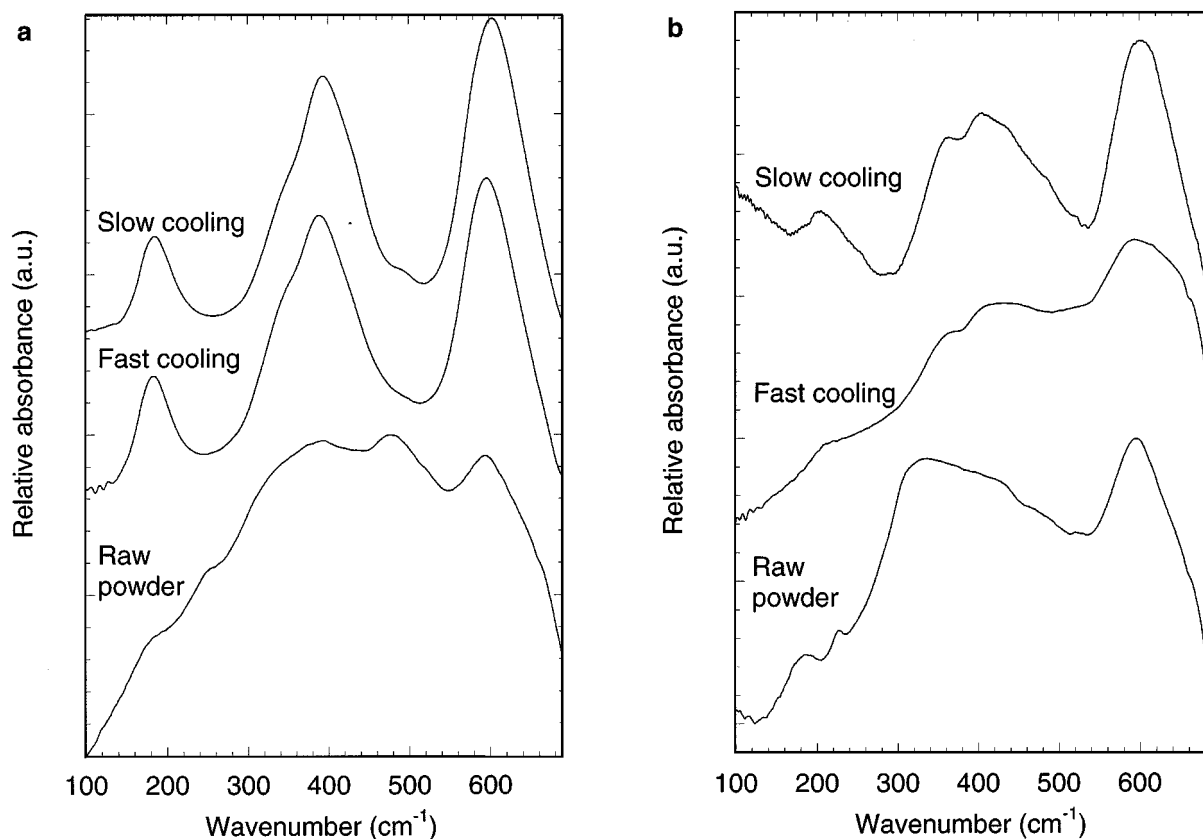 a
Relative absorbance (a.u.)
Slow cooling
Fast cooling
Raw
powder
100 200 300 400 500 600
Wavenumber (cm⁻¹)
b
Relative absorbance (a.u.)
Slow cooling
Fast cooling
Raw
powder
100 200 300 400 500 600
Wavenumber (cm⁻¹)